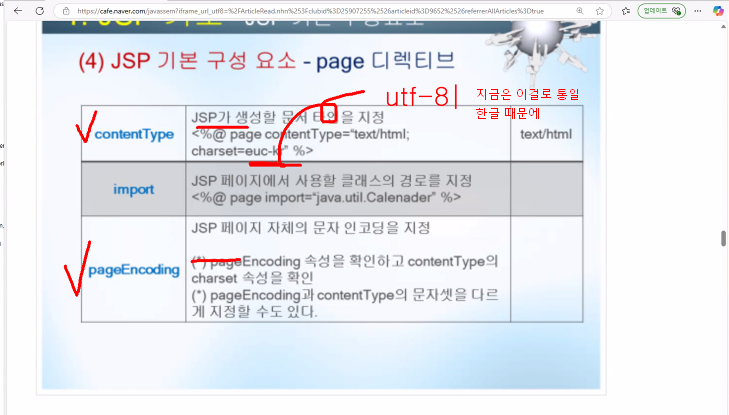 https://cafe.naver.com/javassem?iframe_url_utf8=%2FArticleRead.nhn%253Fclubid%3D25907255%2526articleid%3D9652%2526referrerAllArticles%3Dtrue
업데이트
(4) JSP 기본 구성 요소 - page 디렉티브
utf-8
지금은 이걸로 통일
한글 때문에
contentType
JSP가 생성할 문서 타입을 지정
<%@ page contentType="text/html;
charset=euc-kr" %>
text/html
import
JSP 페이지에서 사용할 클래스의 경로를 지정
<%@ page import="java.util.Calenader" %>
pageEncoding
JSP 페이지 자체의 문자 인코딩을 지정
(*) pageEncoding 속성을 확인하고 contentType의
charset 속성을 확인
(*) pageEncoding과 contentType의 문자셋을 다르
게 지정할 수도 있다.